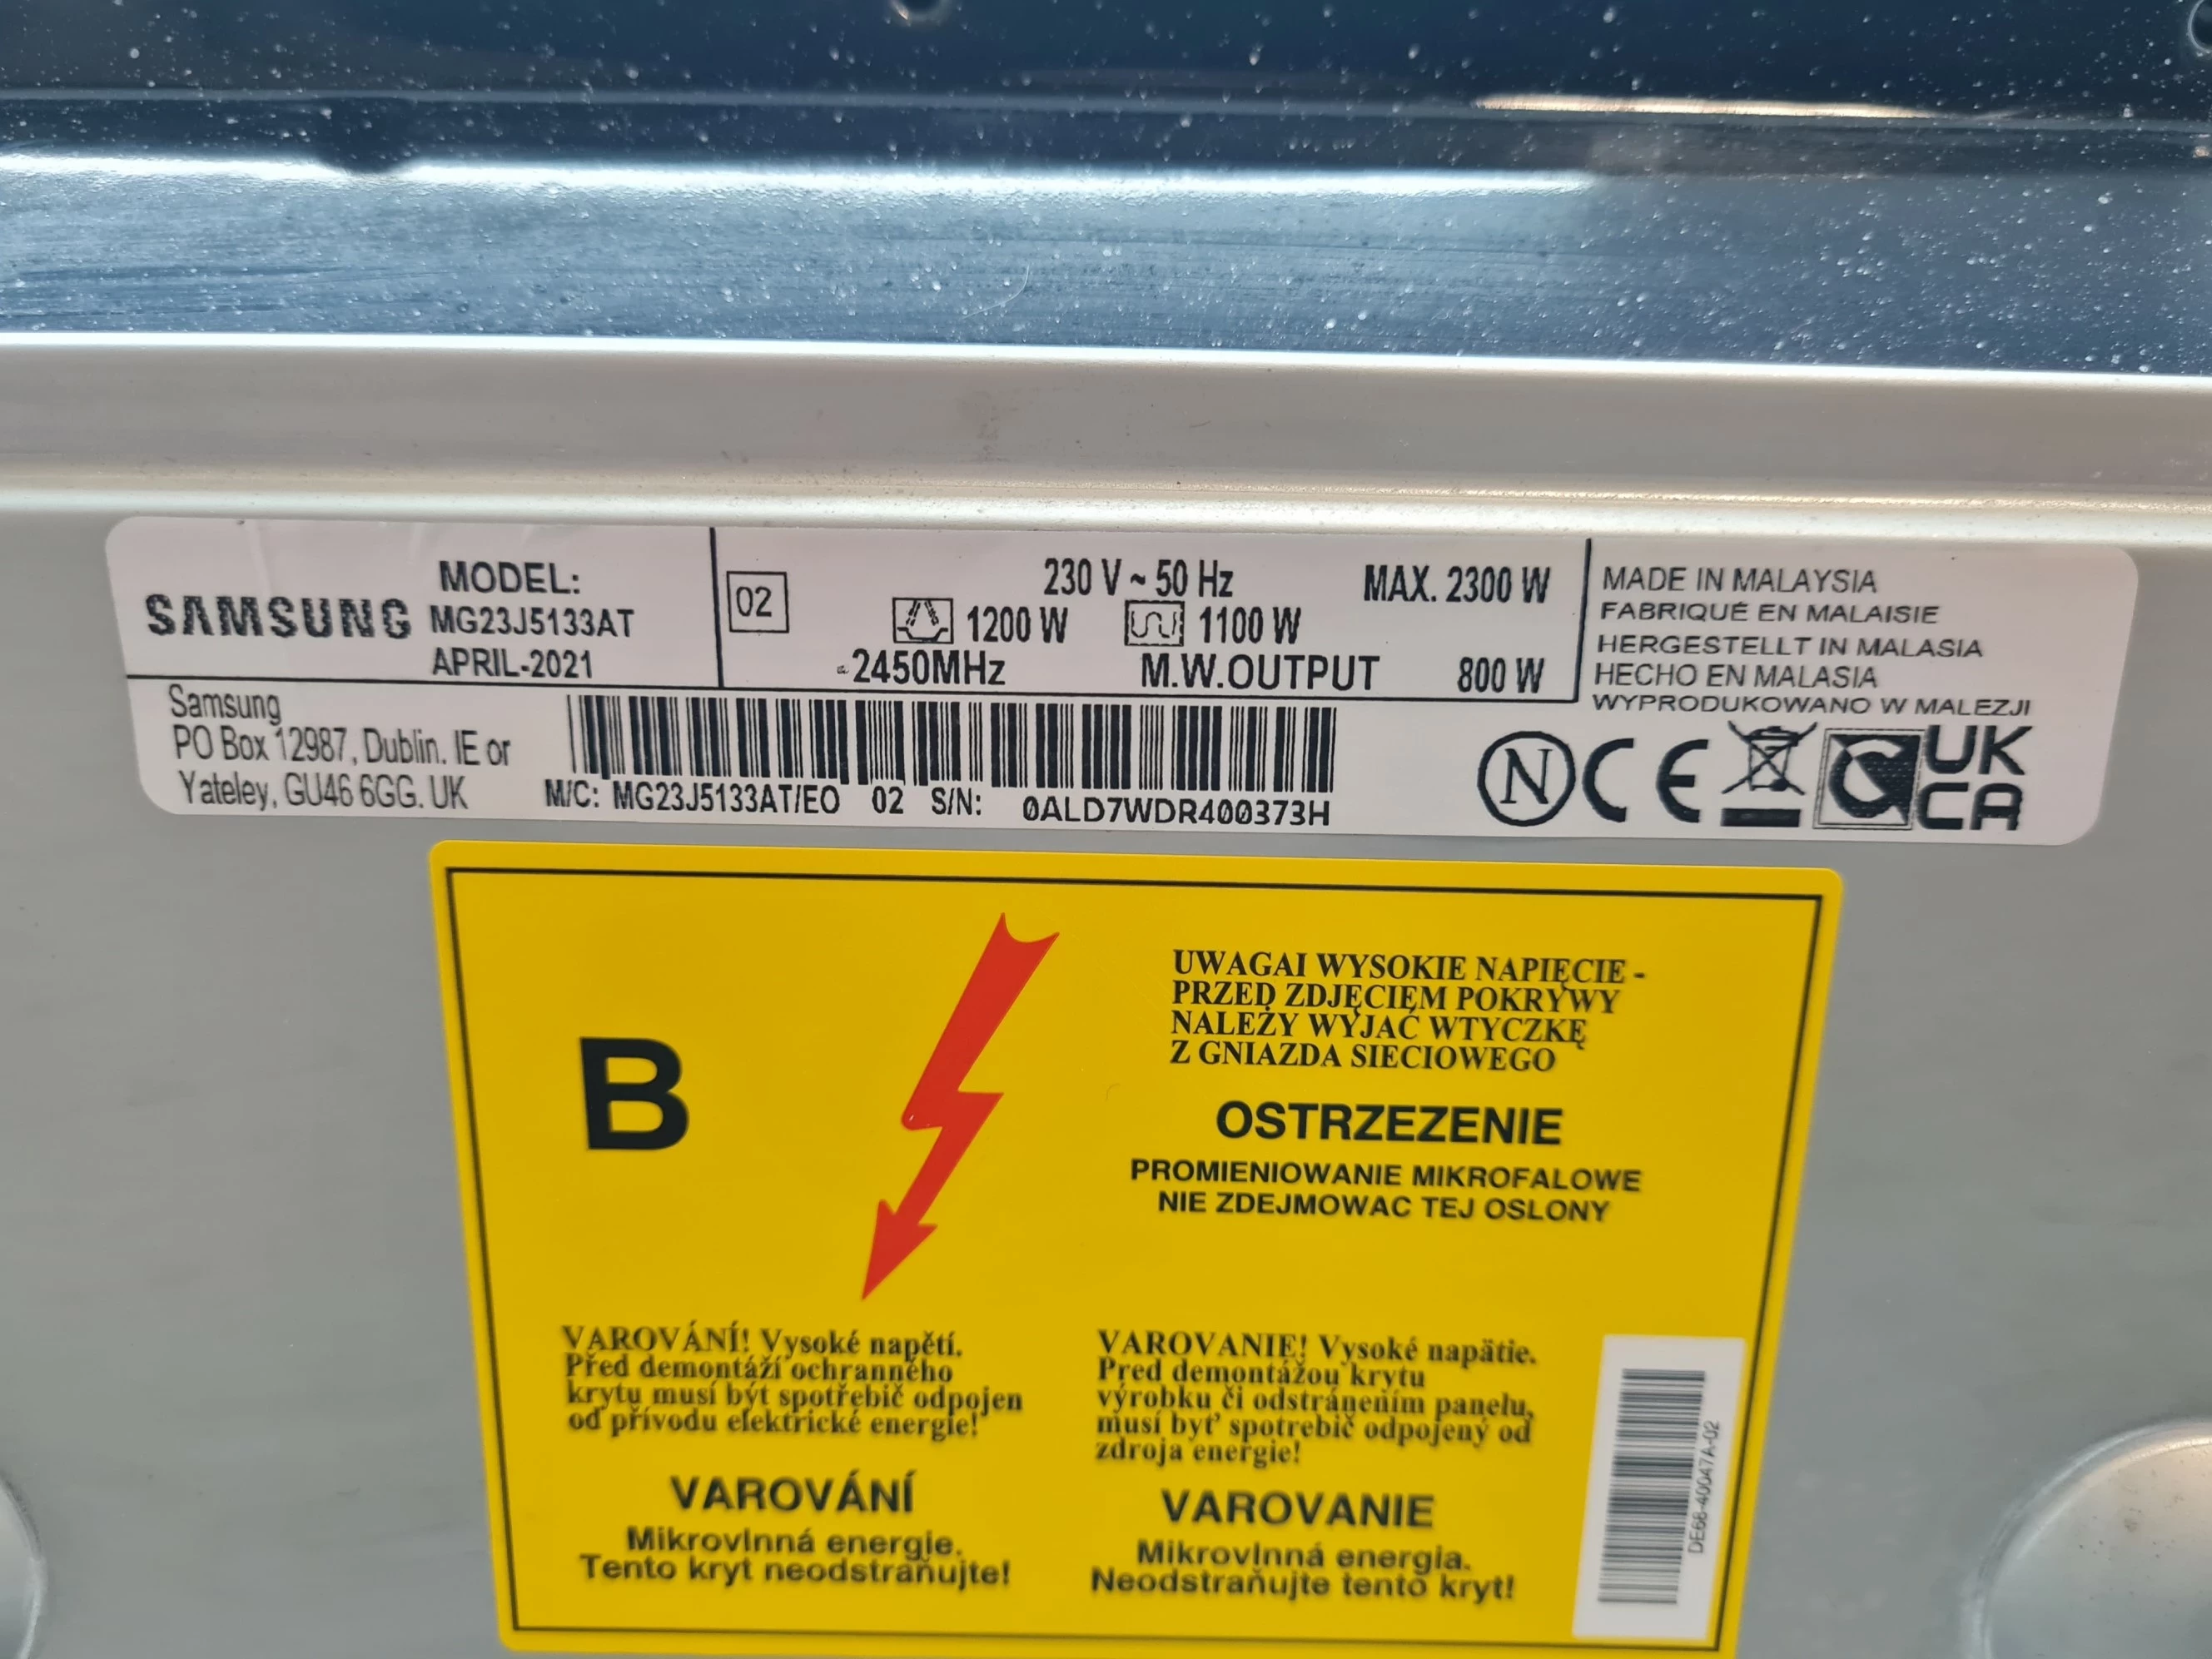 SAMSUNG
MODEL:
MG23J5133AT
APRIL-2021
02
230 V ~ 50 Hz
MAX. 2300 W
1200 W
1100 W
2450MHz
M.W.OUTPUT
800 W
MADE IN MALAYSIA
FABRIQUÉ EN MALAISIE
HERGESTELLT IN MALASIA
HECHO EN MALASIA
WYPRODUKOWANO W MALEZJI
Samsung
PO Box 12987, Dublin. IE or
Yateley, GU46 6GG. UK
M/C: MG23J5133AT/EO 02 S/N: 0ALD7WDR400373H
N
CE
UK
CA
B
UWAGAI WYSOKIE NAPIĘCIE -
PRZED ZDJĘCIEM POKRYWY
NALEŻY WYJĄĆ WTYCZKĘ
Z GNIAZDA SIECIOWEGO
OSTRZEZENIE
PROMIENIOWANIE MIKROFALOWE
NIE ZDEJMOWAC TEJ OSLONY
VAROVÁNÍ! Vysoké napětí.
Před demontáží ochranného
krytu musí být spotřebič odpojen
od přívodu elektrické energie!
VAROVÁNÍ
Mikrovlnná energie.
Tento kryt neodstraňujte!
VAROVANIE! Vysoké napätie.
Pred demontážou krytu
výrobku či odstránením panelu,
musí byť spotrebič odpojený od
zdroja energie!
VAROVANIE
Mikrovlnná energia.
Neodstraňujte tento kryt!
DE68-40047A-02